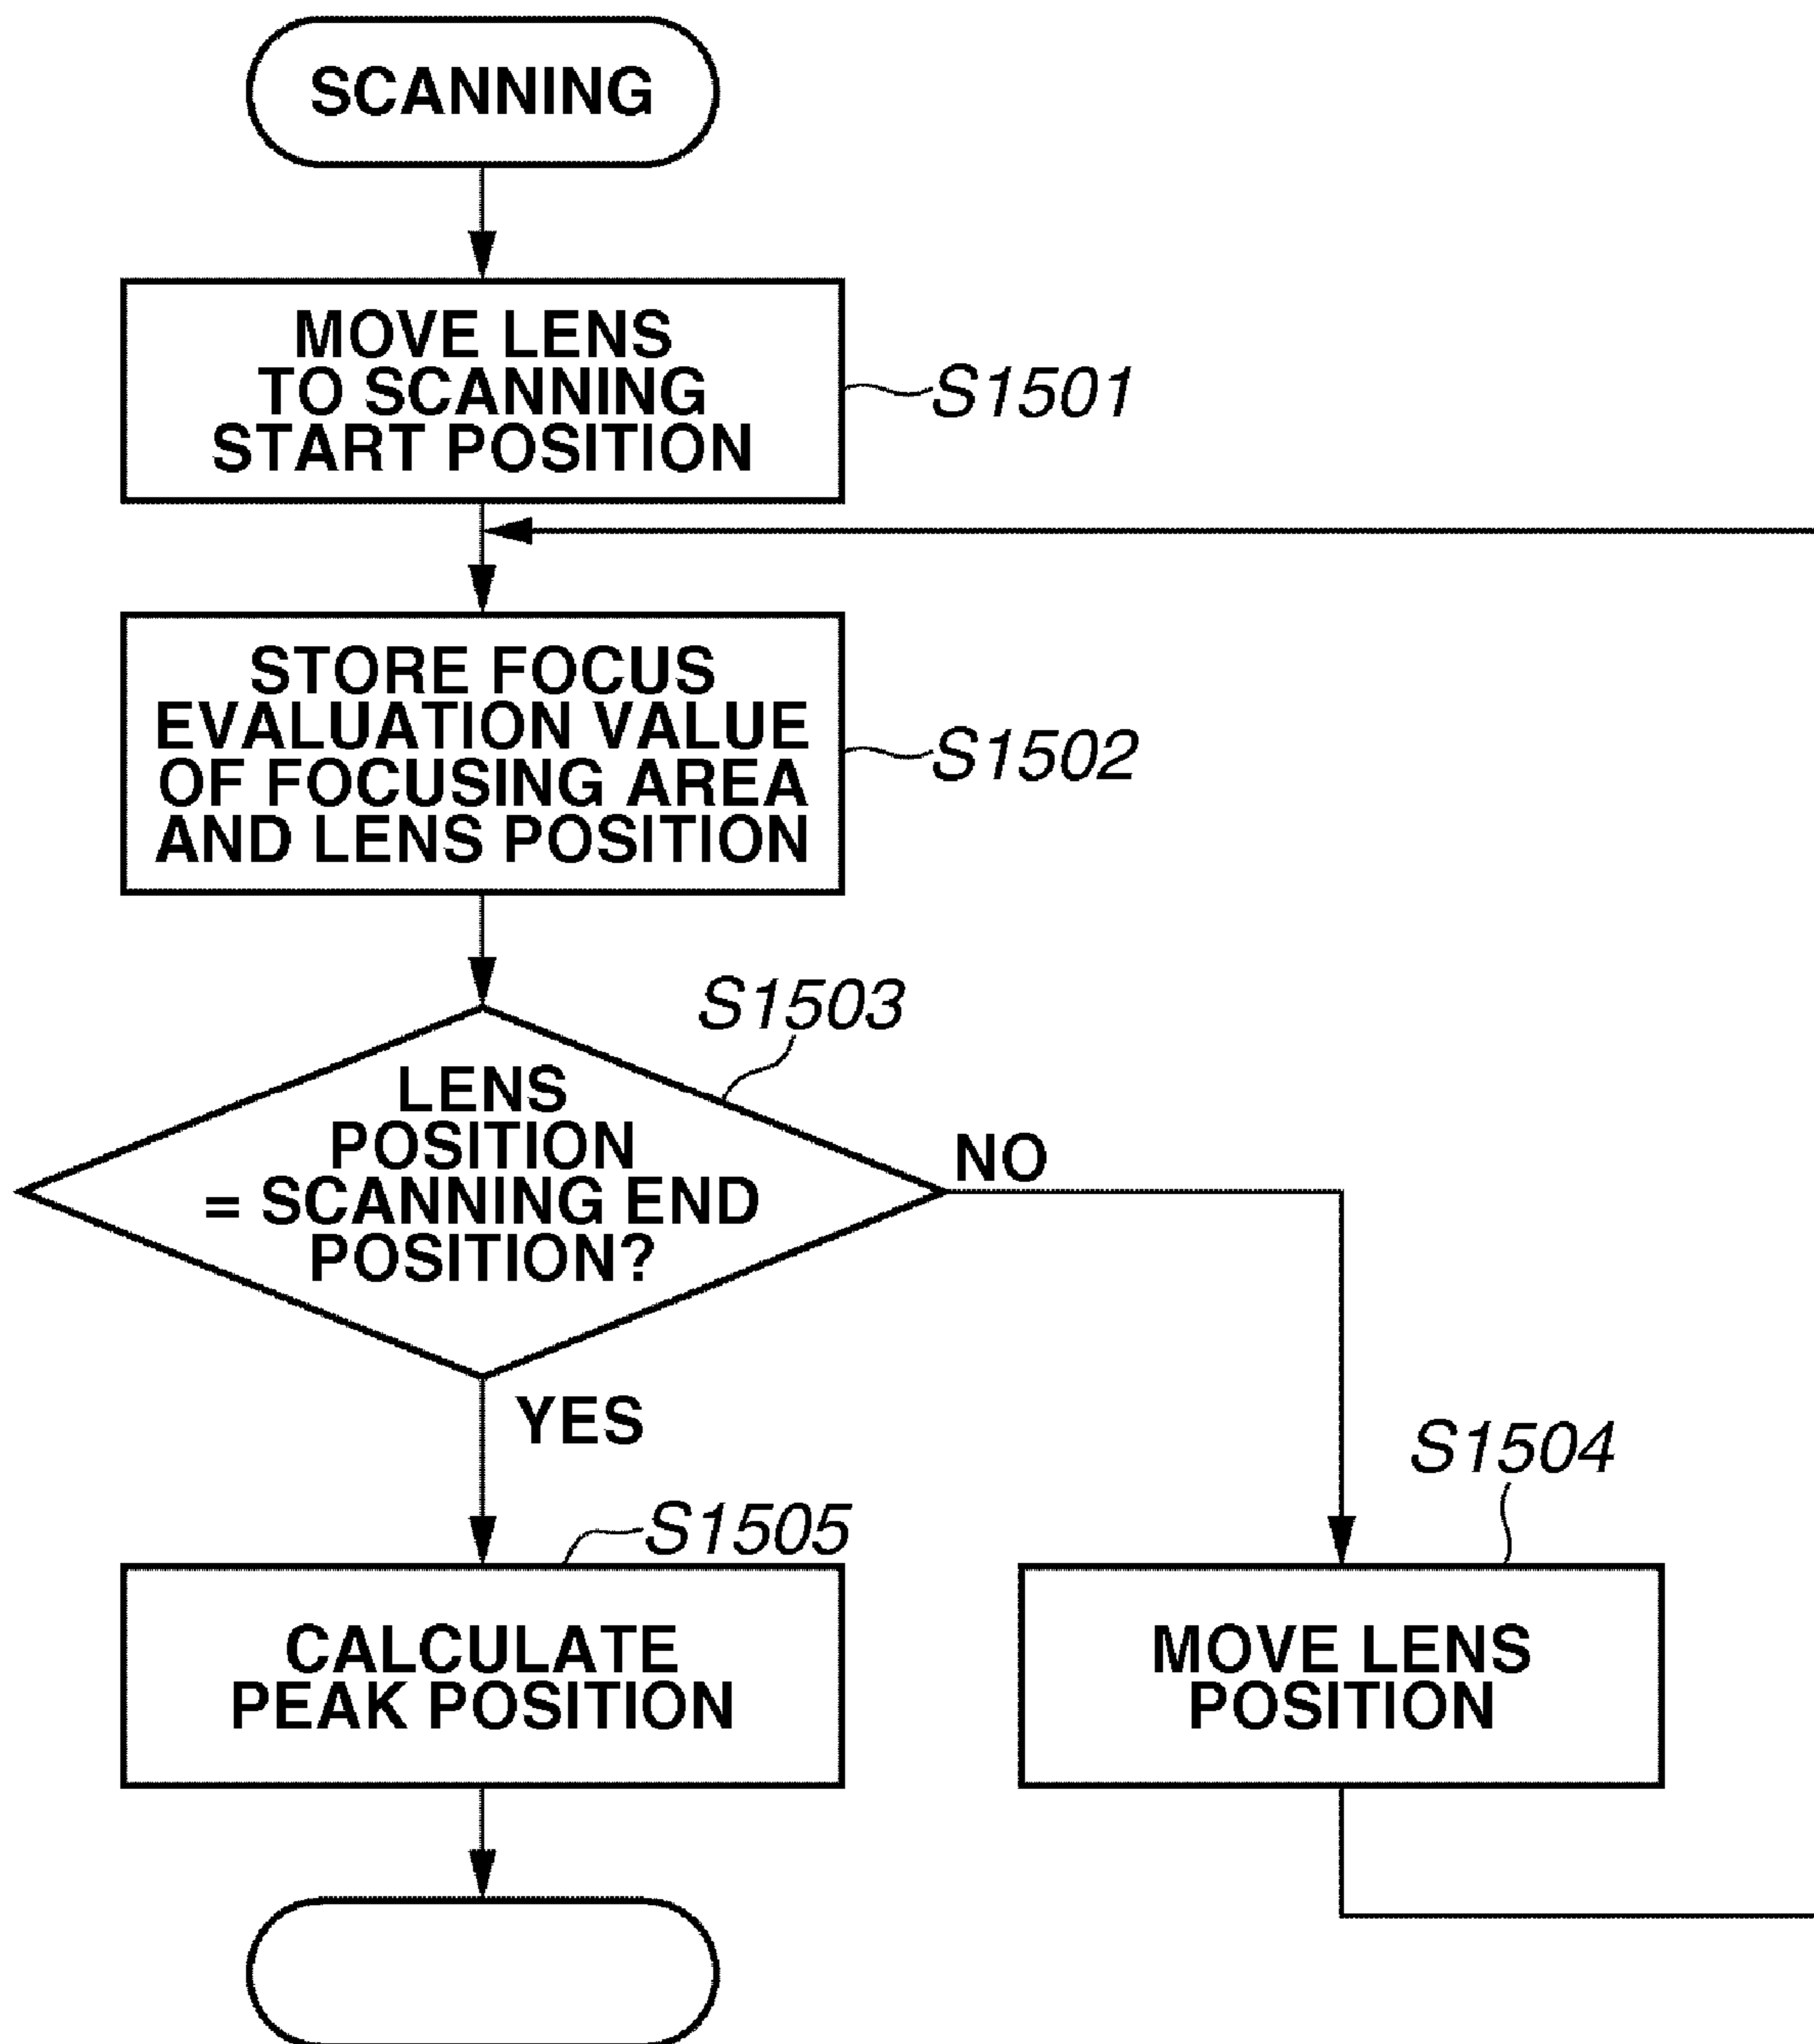 SCANNING
MOVE LENS
TO SCANNING
START POSITION
S1501
STORE FOCUS
EVALUATION VALUE
OF FOCUSING AREA
AND LENS POSITION
S1502
S1503
LENS
POSITION
= SCANNING END
POSITION?
NO
YES
S1504
S1505
CALCULATE
PEAK POSITION
MOVE LENS
POSITION